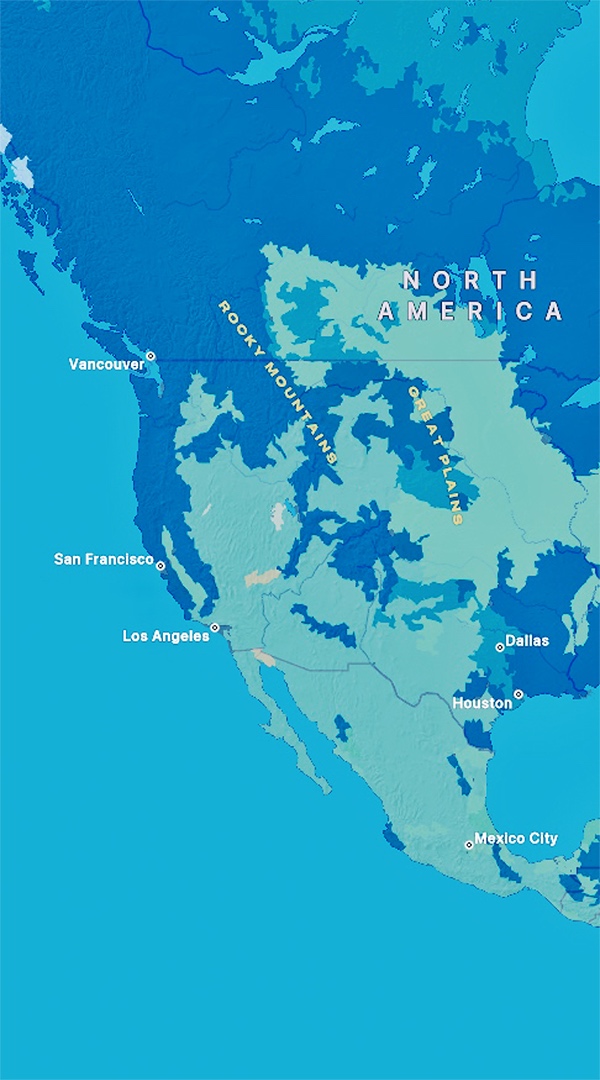 NORTH
AMERICA
ROCKY MOUNTAINS
Vancouver
GREAT PLAINS
San Francisco
Los Angeles
Dallas
Houston
Mexico City